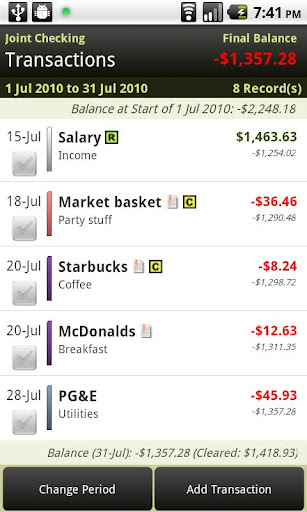 7:41 PM
Joint Checking Final Balance
Transactions -$1,357.28
1 Jul 2010 to 31 Jul 2010 8 Record(s)
Balance at Start of 1 Jul 2010: -$2,248.18
15-Jul Salary R $1,463.63
Income -$1,254.02
18-Jul Market basket C -$36.46
Party stuff -$1,290.48
20-Jul Starbucks C -$8.24
Coffee -$1,298.72
20-Jul McDonalds -$12.63
Breakfast -$1,311.35
28-Jul PG&E -$45.93
Utilities -$1,357.28
Balance (31-Jul): -$1,357.28 (Cleared: $1,418.93)
Change Period Add Transaction